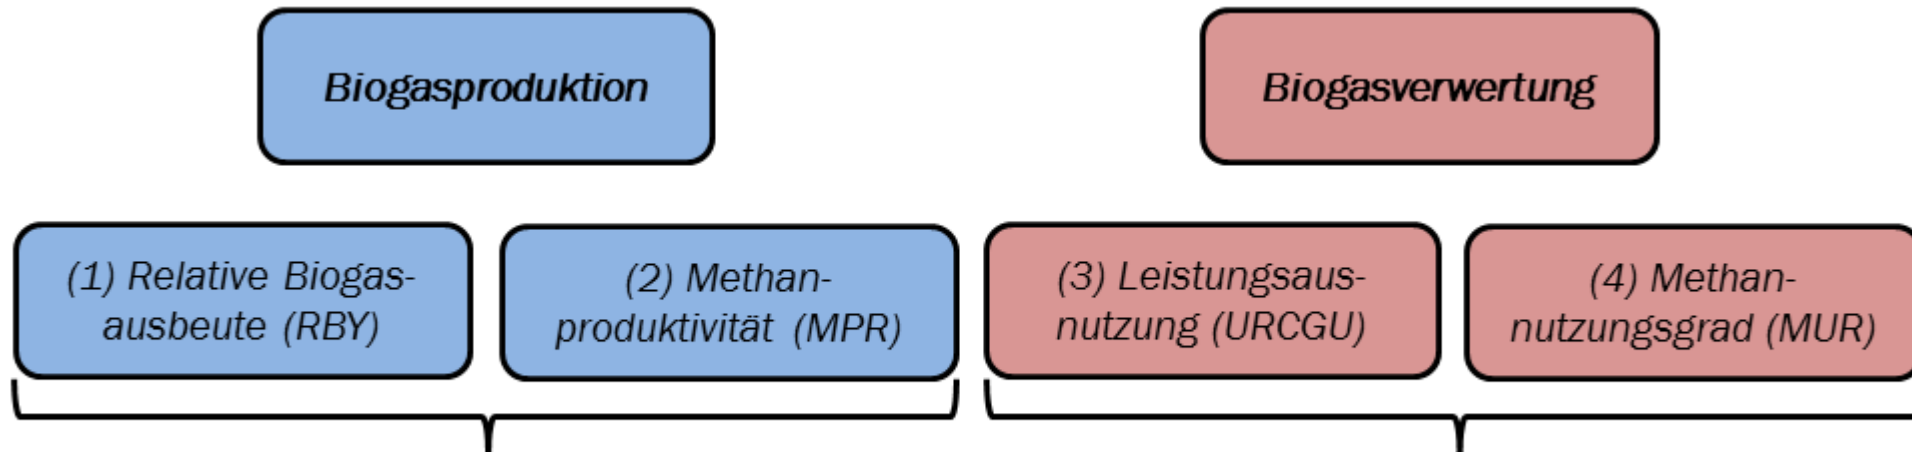 Biogasproduktion
Biogasverwertung
(1) Relative Biogas-
ausbeute (RBY)
(2) Methan-
produktivität (MPR)
(3) Leistungsaus-
nutzung (URCGU)
(4) Methan-
nutzungsgrad (MUR)